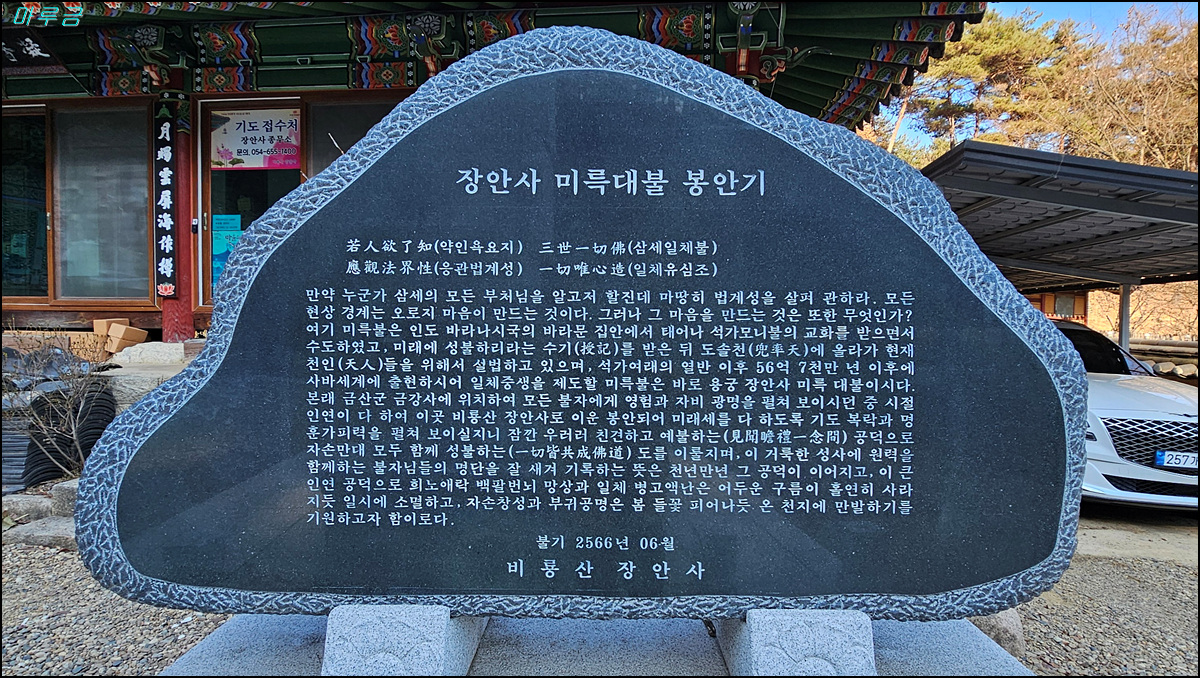 마루금
기도 접수처
장안사 종무소
문의. 054-655-1400
月 賜 雲 屛 海 作 樽
장안사 미륵대불 봉안기
若人欲了知(약인욕요지) 三世一切佛(삼세일체불)
應觀法界性(응관법계성) 一切唯心造(일체유심조)
만약 누군가 삼세의 모든 부처님을 알고저 할진데 마땅히 법계성을 살펴 관하라. 모든
현상 경계는 오로지 마음이 만드는 것이다. 그러나 그 마음을 만드는 것은 또한 무엇인가?
여기 미륵불은 인도 바라나시국의 바라문 집안에서 태어나 석가모니불의 교화를 받으면서
수도하였고, 미래에 성불하리라는 수기(授記)를 받은 뒤 도솔천(兜率天)에 올라가 현재
천인(天人)들을 위해서 설법하고 있으며, 석가여래의 열반 이후 56억 7천만 년 이후에
사바세계에 출현하시어 일체중생을 제도할 미륵불은 바로 용궁 장안사 미륵 대불이시다.
본래 금산군 금강사에 위치하여 모든 불자에게 영험과 자비 광명을 펼쳐 보이시던 중 시절
인연이 다 하여 이곳 비룡산 장안사로 이운 봉안되어 미래세를 다 하도록 기도 복락과 명
훈가피력을 펼쳐 보이실지니 잠깐 우러러 친견하고 예불하는(見聞瞻禮一念問) 공덕으로
자손만대 모두 함께 성불하는(一切皆共成佛道) 도를 이룰지며, 이 거룩한 성사에 원력을
함께하는 불자님들의 명단을 잘 새겨 기록하는 뜻은 천년만년 그 공덕이 이어지고, 이 큰
인연 공덕으로 희노애락 백팔번뇌 망상과 일체 병고액난은 어두운 구름이 홀연히 사라
지듯 일시에 소멸하고, 자손창성과 부귀공명은 봄 들꽃 피어나듯 온 천지에 만발하기를
기원하고자 함이로다.
불기 2566년 06월
비룡산 장안사
257